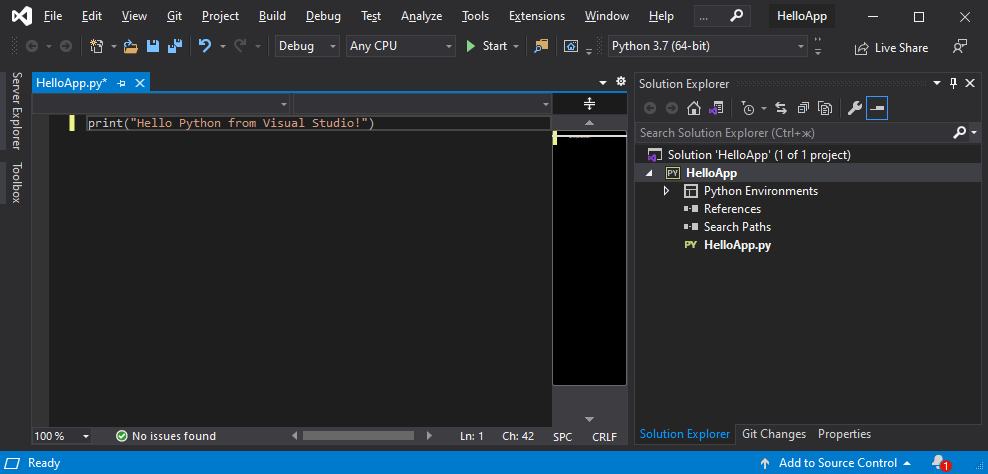 File Edit View Git Project Build Debug Test Analyze Tools Extensions Window Help ... HelloApp
Debug Any CPU Start Python 3.7 (64-bit) Live Share
Server Explorer
Toolbox
HelloApp.py*
print("Hello Python from Visual Studio!")
100 % No issues found Ln: 1 Ch: 42 SPC CRLF
Solution Explorer
Search Solution Explorer (Ctrl+ж)
Solution 'HelloApp' (1 of 1 project)
PY HelloApp
Python Environments
References
Search Paths
PY HelloApp.py
Solution Explorer Git Changes Properties
Ready Add to Source Control 1